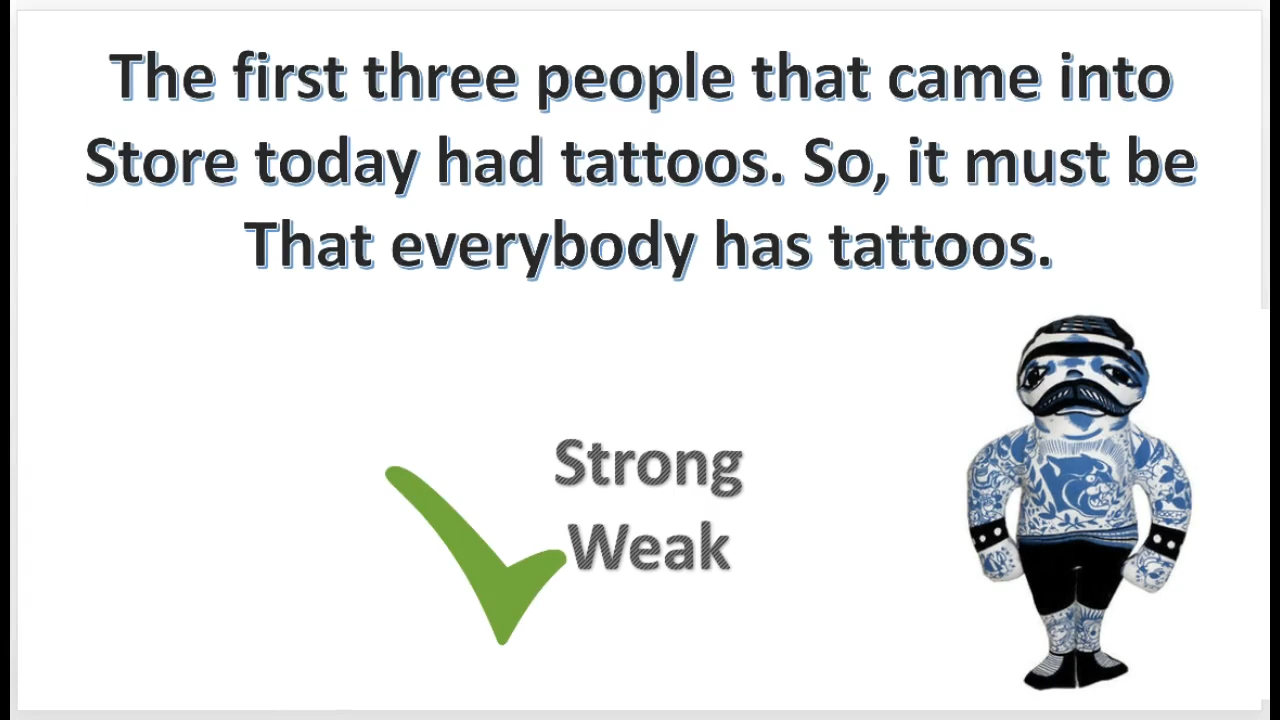 The first three people that came into
Store today had tattoos. So, it must be
That everybody has tattoos.
Strong
Weak